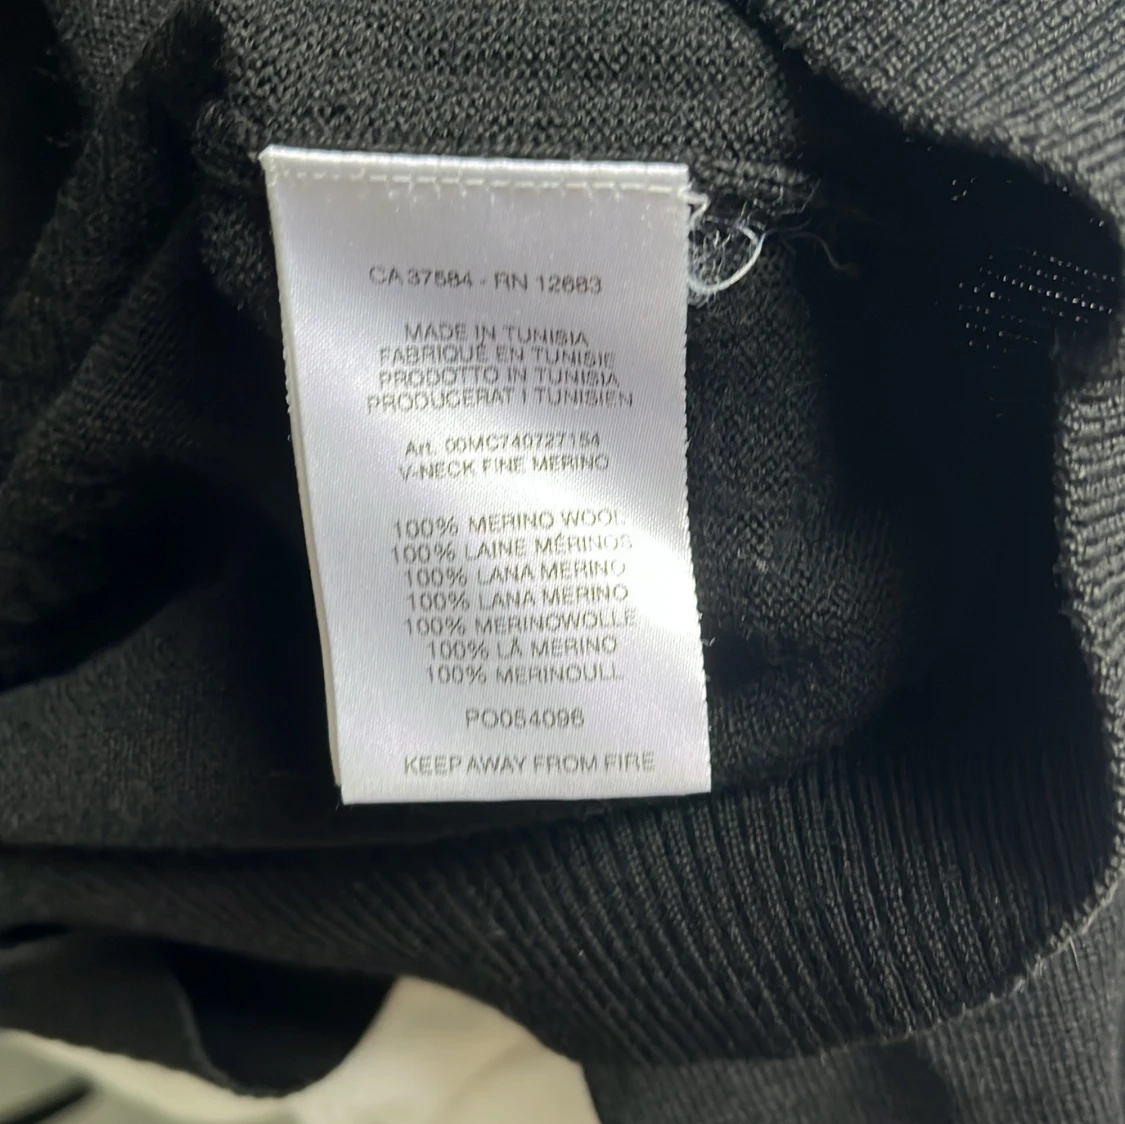 CA 37584 - RN 12683
MADE IN TUNISIA
FABRIQUÉ EN TUNISIE
PRODOTTO IN TUNISIA
PRODUCERAT I TUNISIEN
Art. 00MC740727154
V-NECK FINE MERINO
100% MERINO WOOL
100% LAINE MÉRINOS
100% LANA MERINO
100% LANA MERINO
100% MERINOWOLLE
100% LÃ MERINO
100% MERINOULL
PO054096
KEEP AWAY FROM FIRE